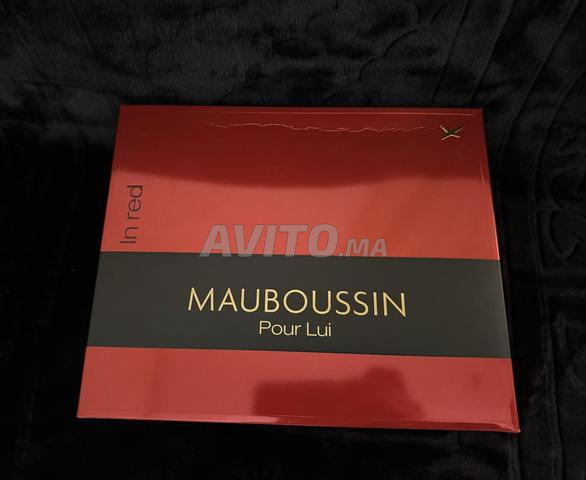 In red
AVITO.MA
MAUBOUSSIN
Pour Lui